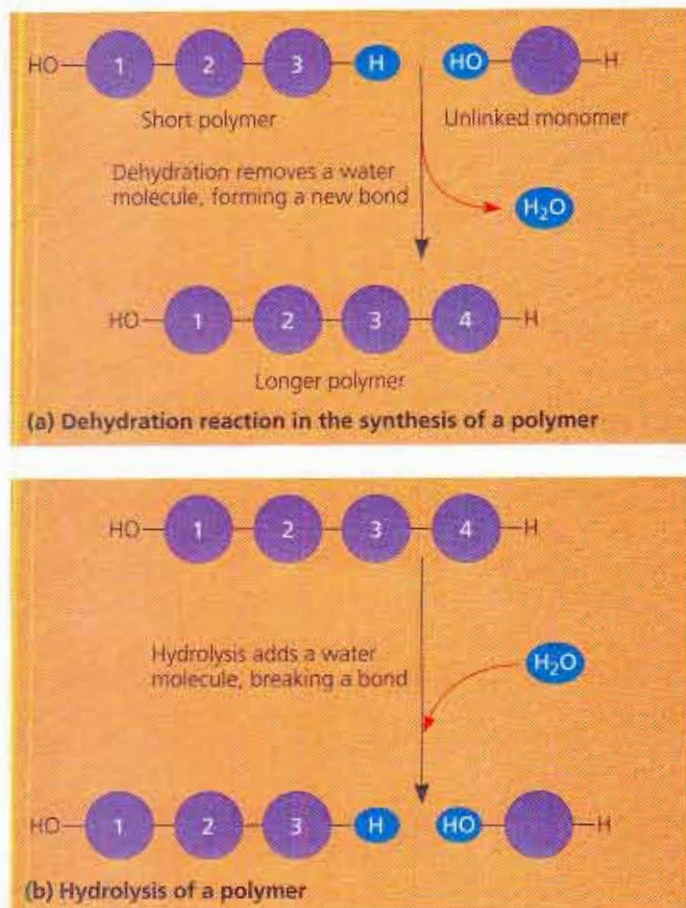 HO 1 2 3 H HO H
Short polymer Unlinked monomer
Dehydration removes a water
molecule, forming a new bond
H₂O
HO 1 2 3 4 H
Longer polymer
(a) Dehydration reaction in the synthesis of a polymer
HO 1 2 3 4 H
Hydrolysis adds a water
molecule, breaking a bond
H₂O
HO 1 2 3 H HO H
(b) Hydrolysis of a polymer